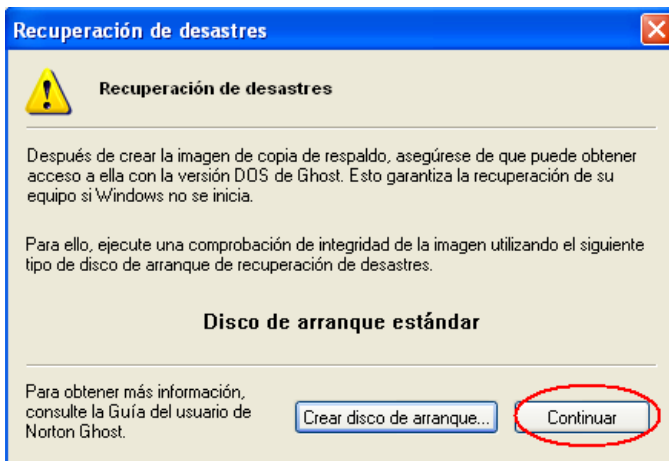 Recuperación de desastres
Recuperación de desastres
Después de crear la imagen de copia de respaldo, asegúrese de que puede obtener
acceso a ella con la versión DOS de Ghost. Esto garantiza la recuperación de su
equipo si Windows no se inicia.
Para ello, ejecute una comprobación de integridad de la imagen utilizando el siguiente
tipo de disco de arranque de recuperación de desastres.
Disco de arranque estándar
Para obtener más información,
consulte la Guía del usuario de
Norton Ghost.
Crear disco de arranque...
Continuar